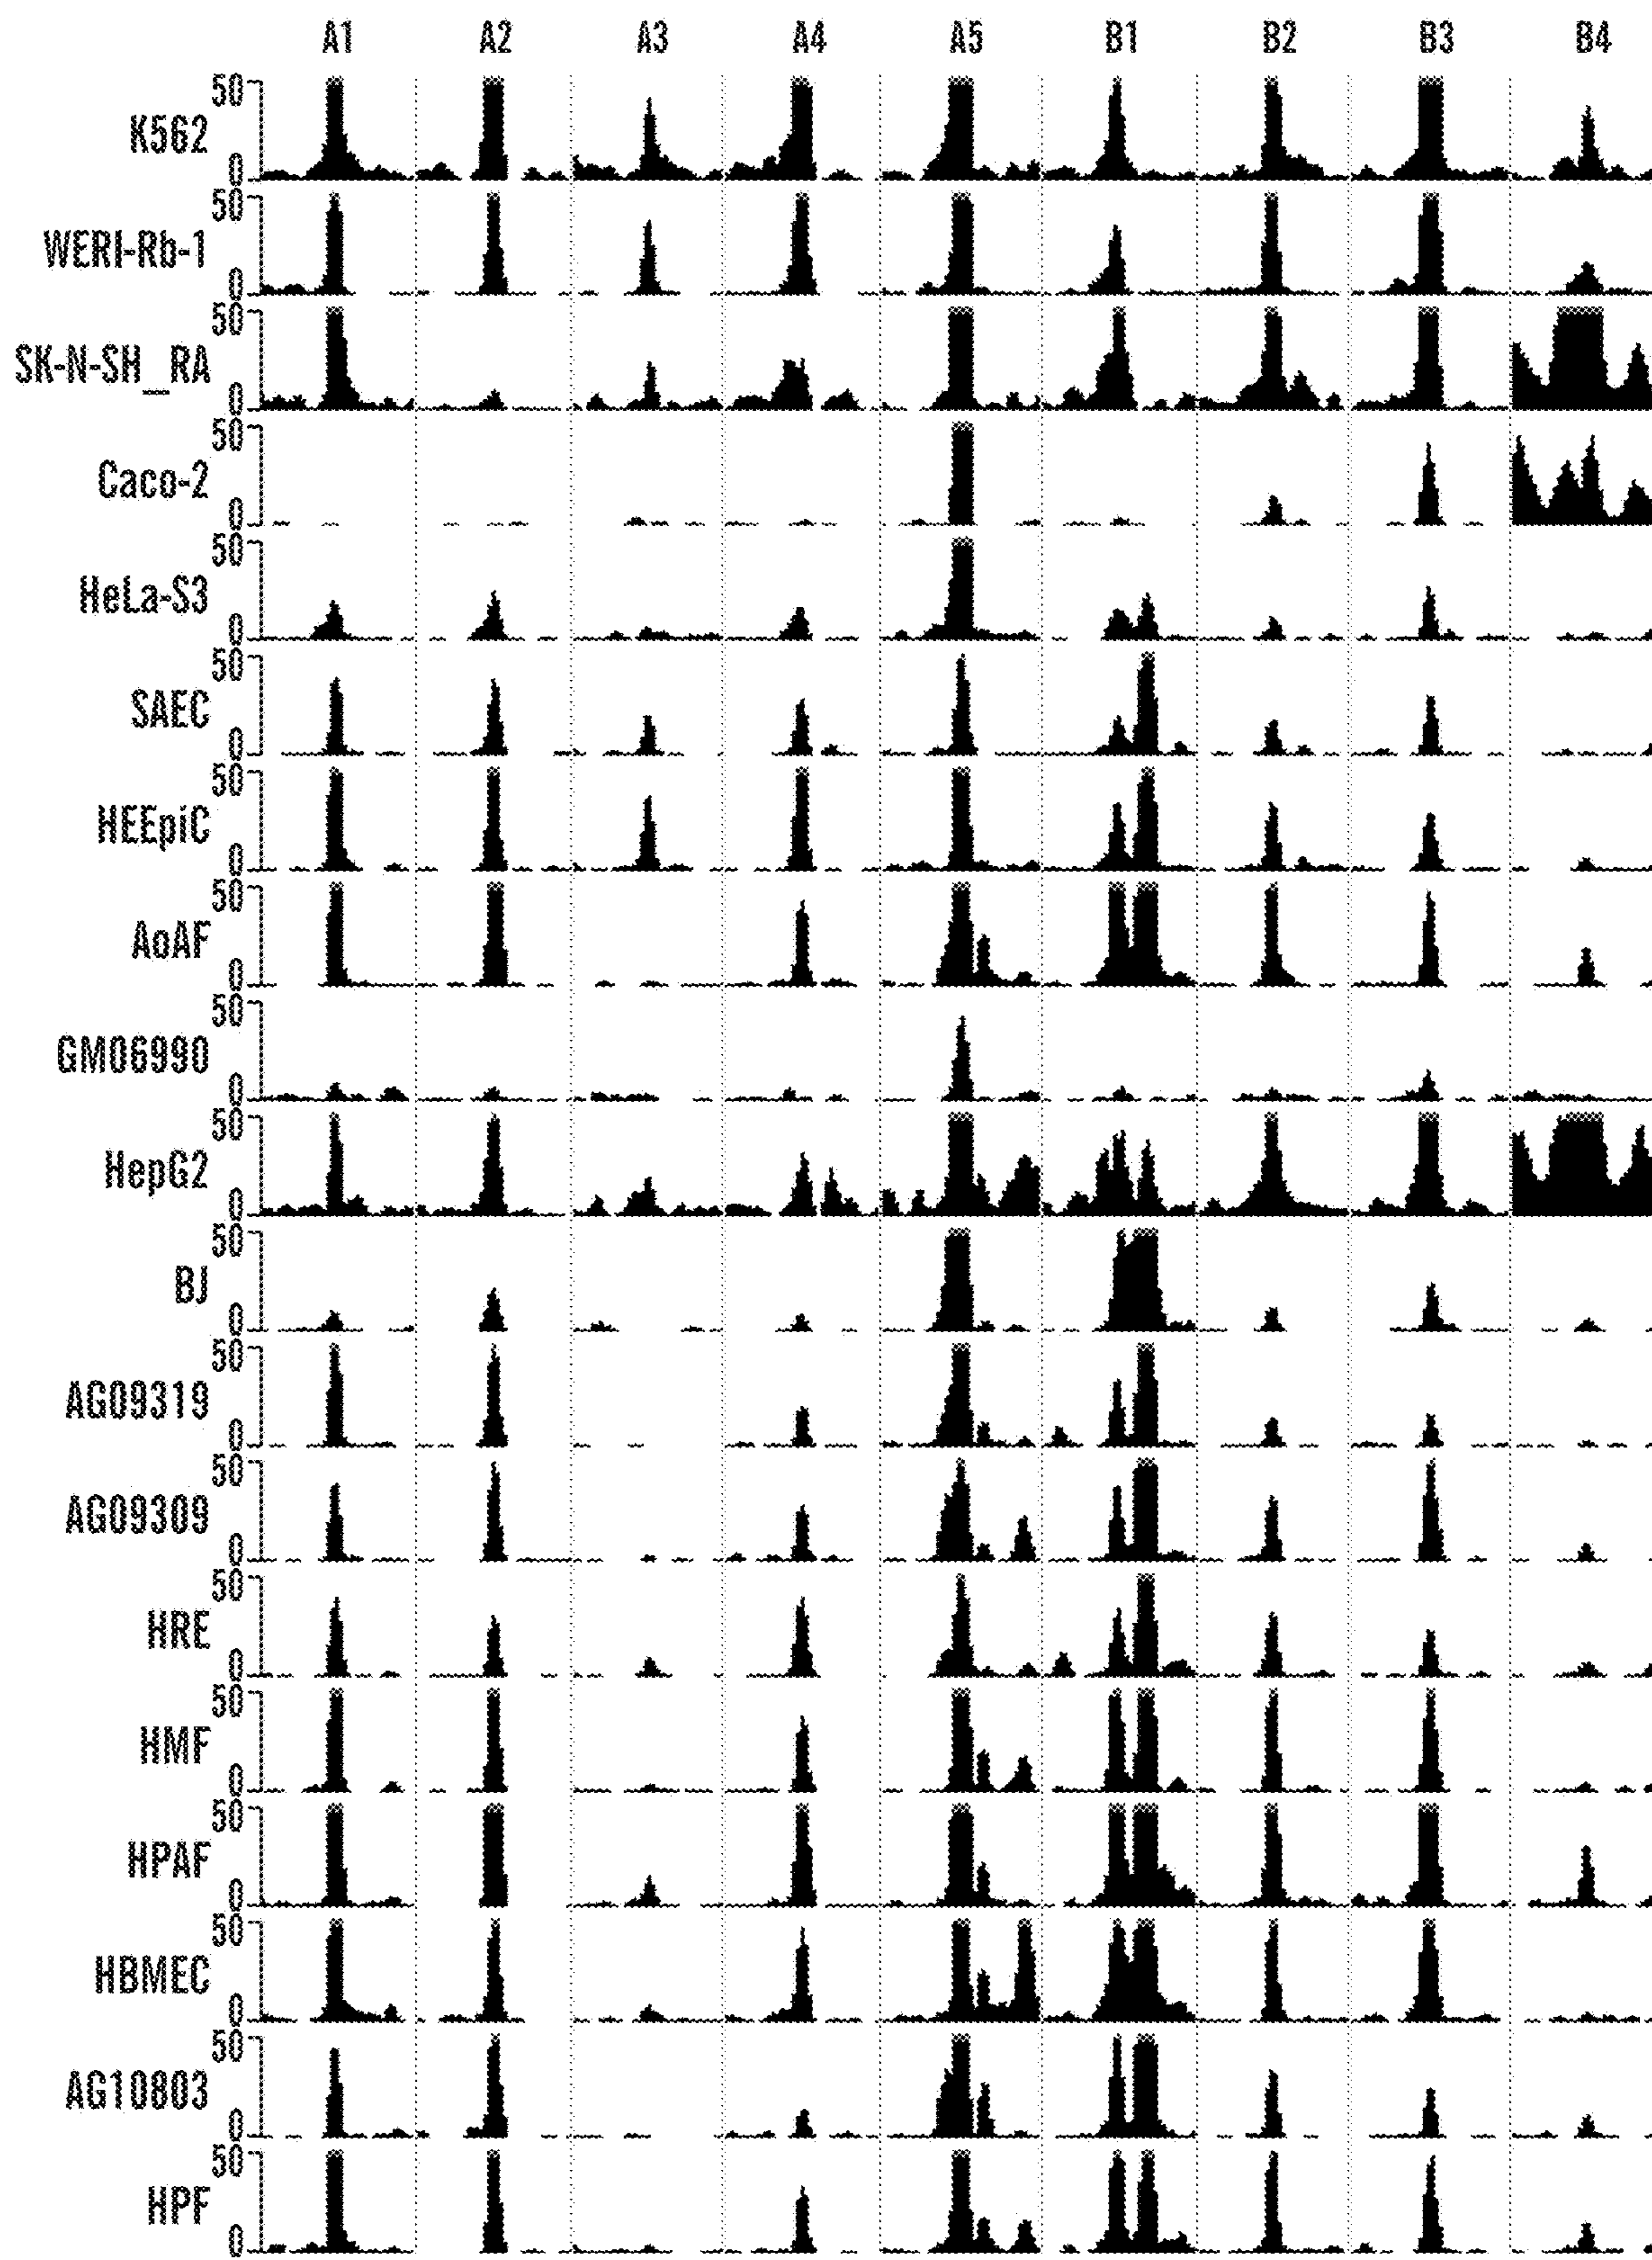 A1 A2 A3 A4 A5 B1 B2 B3 B4
50
K562
0
50
WERI-Rb-1
0
50
SK-N-SH_RA
0
50
Caco-2
0
50
HeLa-S3
0
50
SAEC
0
50
HEEpiC
0
50
AoAF
0
50
GM06990
0
50
HepG2
0
50
BJ
0
50
AG09319
0
50
AG09309
0
50
HRE
0
50
HMF
0
50
HPAF
0
50
HBMEC
0
50
AG10803
0
50
HPF
0